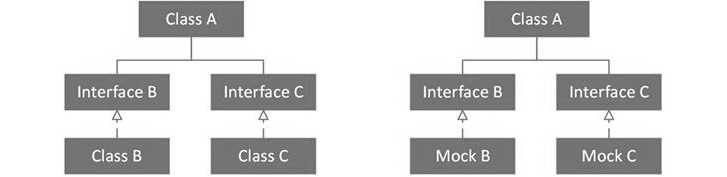 Class A
Class A
Interface B
Interface C
Interface B
Interface C
Class B
Class C
Mock B
Mock C